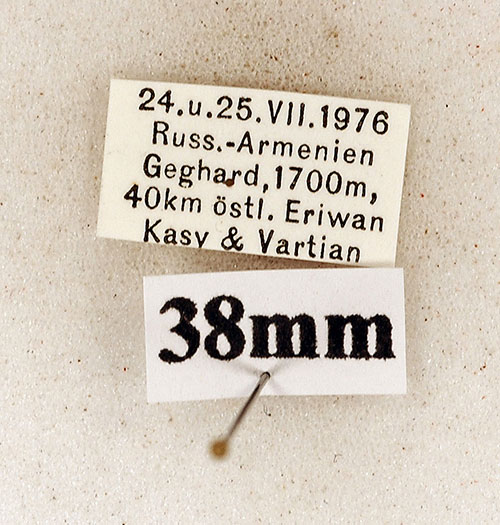 24.u.25.VII.1976
Russ.-Armenien
Geghard, 1700m,
40km östl. Eriwan
Kasy & Vartian
38mm